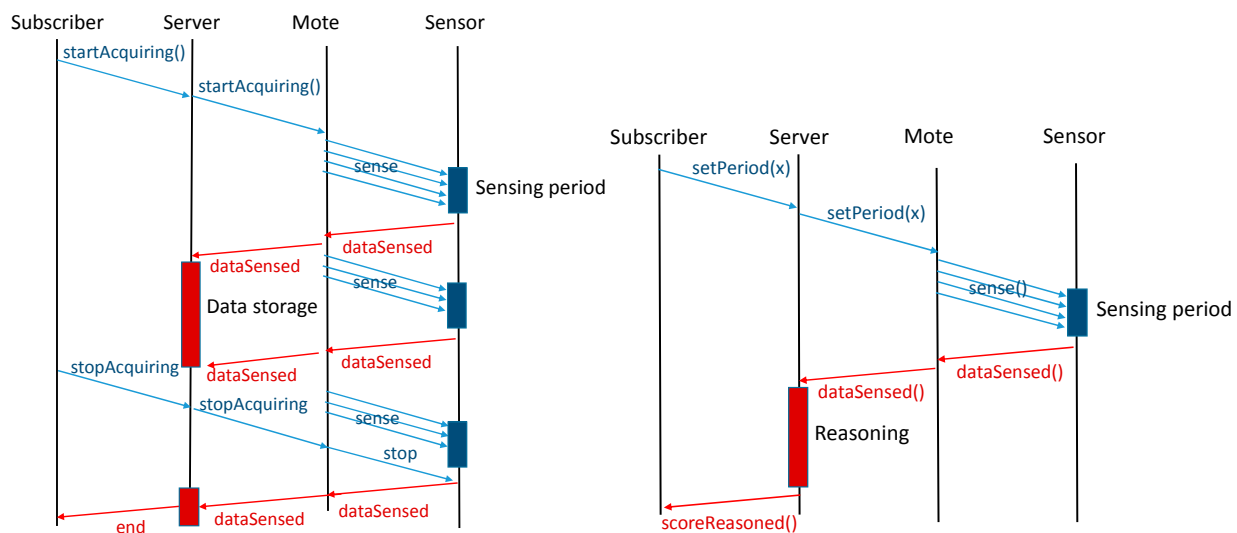 Subscriber Server Mote Sensor
startAcquiring()
startAcquiring()
sense
Sensing period
dataSensed
dataSensed
sense
Data storage
dataSensed
dataSensed
stopAcquiring
stopAcquiring
sense
stop
dataSensed
dataSensed
end
Subscriber Server Mote Sensor
setPeriod(x)
setPeriod(x)
sense()
Sensing period
dataSensed()
dataSensed()
Reasoning
scoreReasoned()